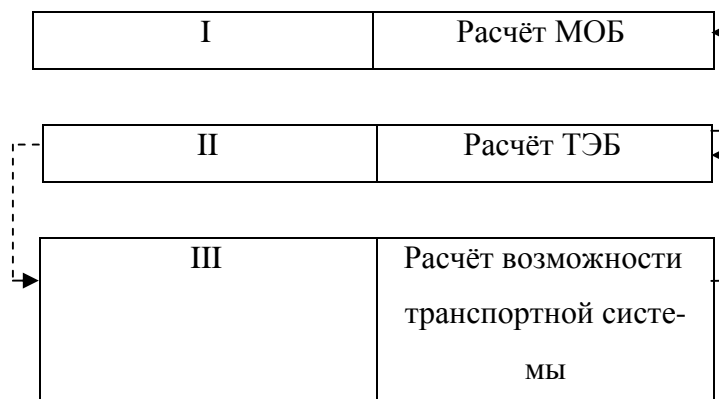 I Расчёт МОБ
II Расчёт ТЭБ
III Расчёт возможности
транспортной систе-
мы